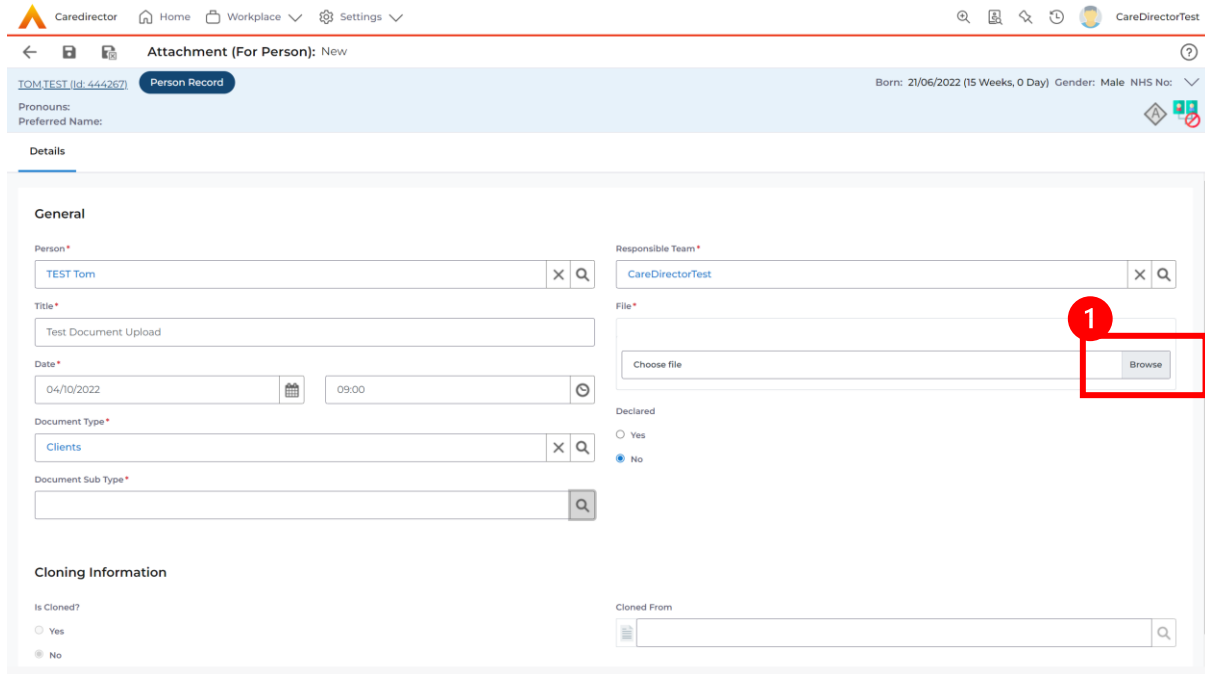 Caredirector Home Workplace Settings CareDirectorTest
Attachment (For Person): New
TOM,TEST (Id: 444267) Person Record Born: 21/06/2022 (15 Weeks, 0 Day) Gender: Male NHS No:
Pronouns:
Preferred Name:
A
Details
General
Person*
TEST Tom
Responsible Team*
CareDirectorTest
Title*
Test Document Upload
File*
1
Choose file Browse
Date*
04/10/2022 09:00
Declared
Yes
No
Document Type*
Clients
Document Sub Type*
Cloning Information
Is Cloned?
Yes
No
Cloned From